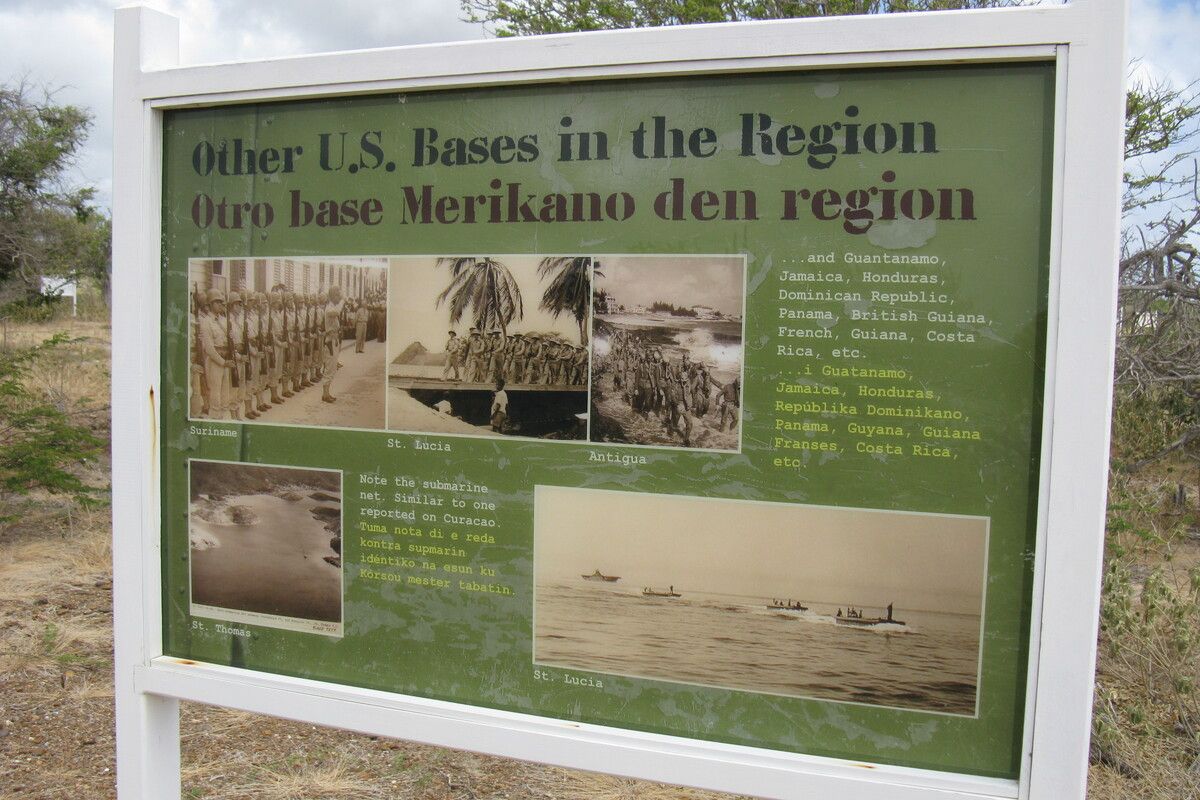 Other U.S. Bases in the Region
Otro base Merikano den region
...and Guantanamo,
Jamaica, Honduras,
Dominican Republic,
Panama, British Guiana,
French, Guiana, Costa
Rica, etc.
...i Guatanamo,
Jamaica, Honduras,
Repúblika Dominikano,
Panama, Guyana, Guiana
Franses, Costa Rica,
etc.
Suriname
St. Lucia
Antigua
Note the submarine
net. Similar to one
reported on Curacao.
Tuma nota di e reda
kontra supmarin
idéntiko na esun ku
Kòrsou mester tabatin.
St. Thomas
St. Lucia